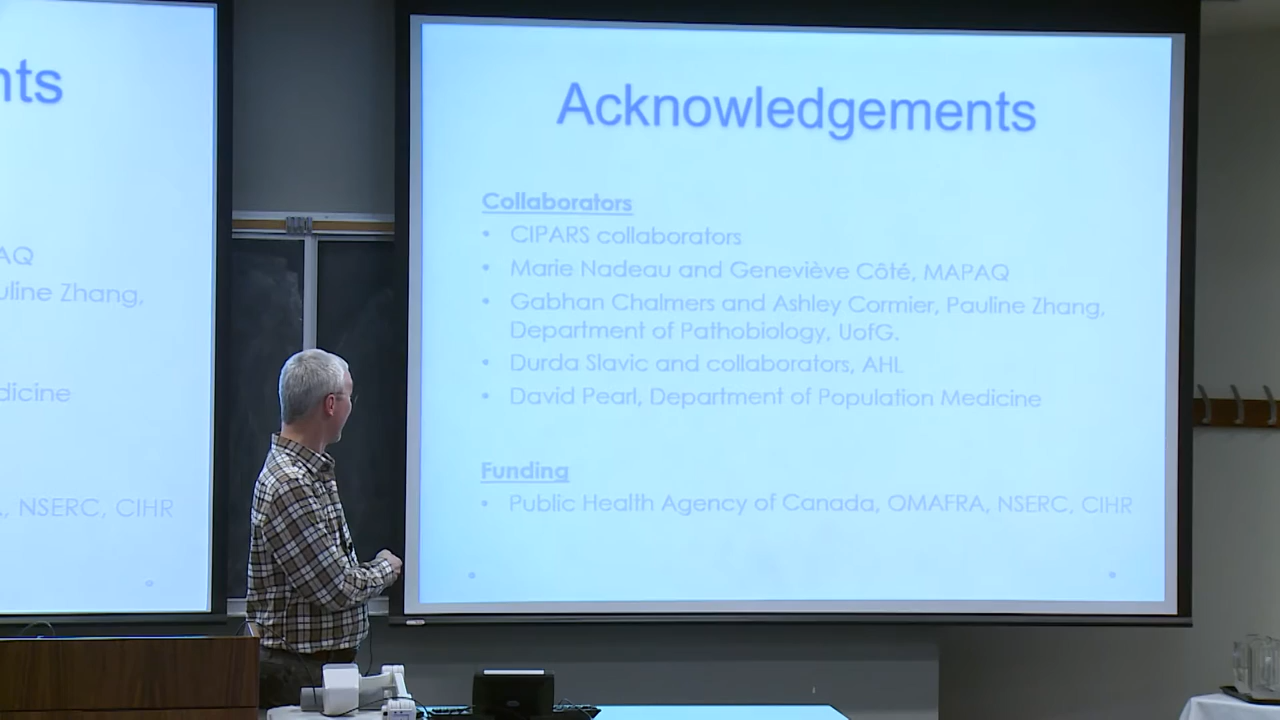 nts
AQ
uline Zhang,
dicine
, NSERC, CIHR
Acknowledgements
Collaborators
• CIPARS collaborators
• Marie Nadeau and Geneviève Côté, MAPAQ
• Gabhan Chalmers and Ashley Cormier, Pauline Zhang,
Department of Pathobiology, UofG.
• Durda Slavic and collaborators, AHL
• David Pearl, Department of Population Medicine
Funding
• Public Health Agency of Canada, OMAFRA, NSERC, CIHR